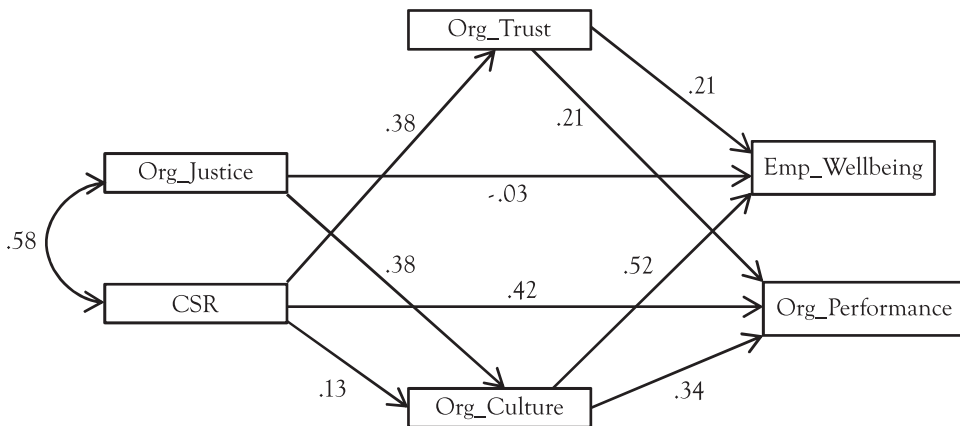 Org_Trust
.21
.38
.21
Org_Justice
Emp_Wellbeing
-.03
.58
.38
.52
CSR
.42
Org_Performance
.13
Org_Culture
.34